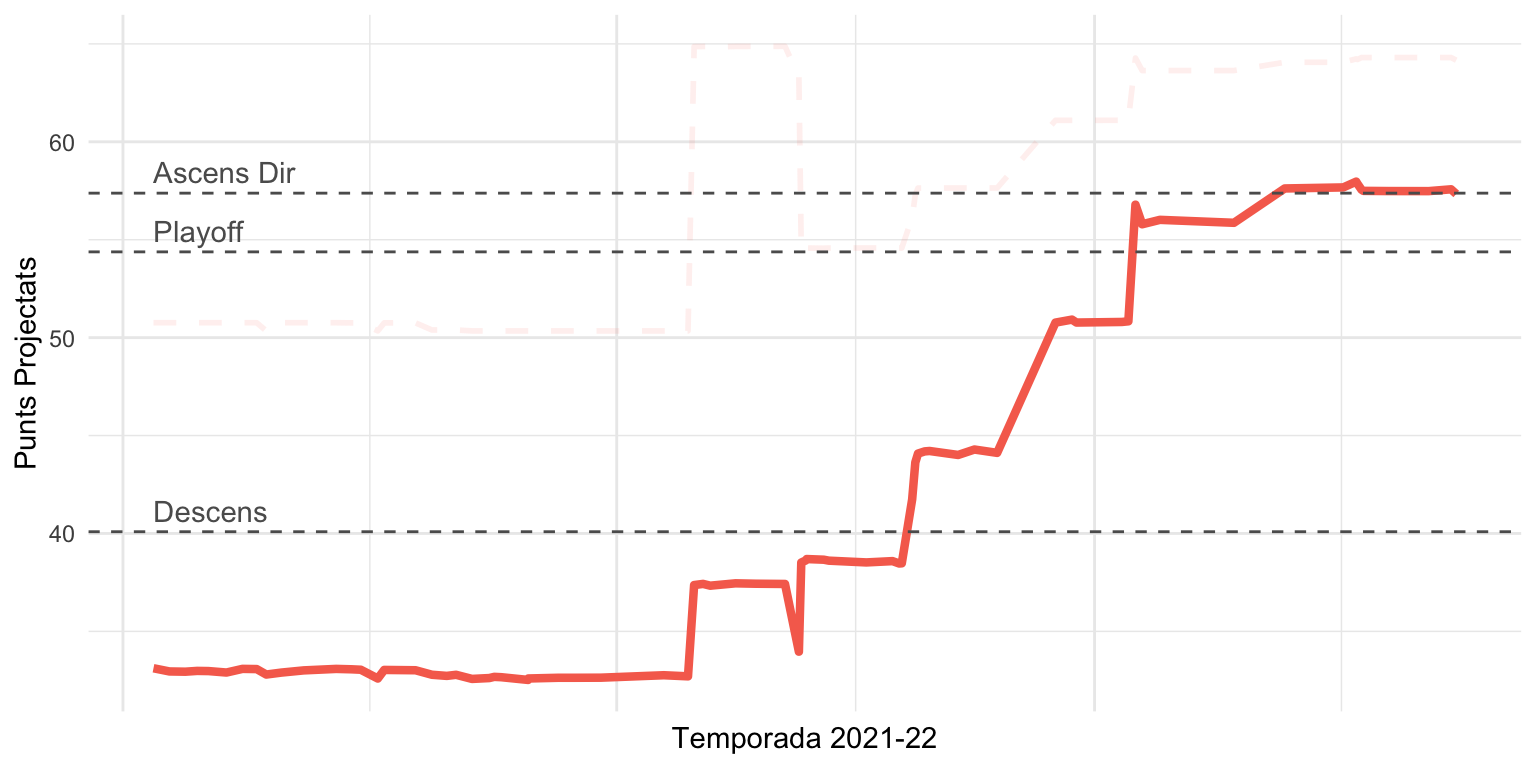 60
Ascens Dir
Playoff
50
Descens
40
Punts Projectats
Temporada 2021-22